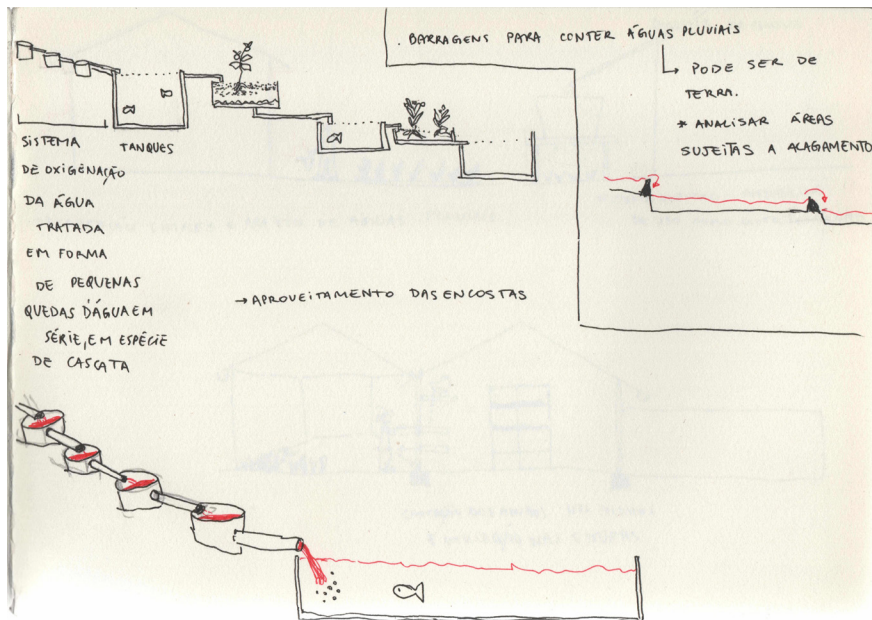 SISTEMA
DE OXIGENAÇÃO
DA ÁGUA
TRATADA
EM FORMA
DE PEQUENAS
QUEDAS D'ÁGUA EM
SÉRIE, EM ESPÉCIE
DE CASCATA
TANQUES
→ APROVEITAMENTO DAS ENCOSTAS
. BARRAGENS PARA CONTER ÁGUAS PLUVIAIS
↳ PODE SER DE
TERRA.
* ANALISAR ÁREAS
SUJEITAS A ALAGAMENTO